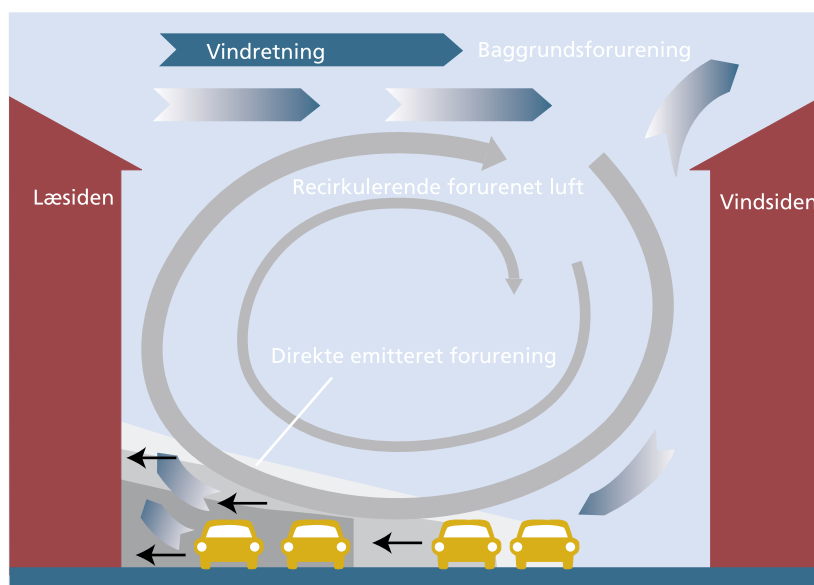 Vindretning
Baggrundsforurening
Recirkulerende forurenet luft
Læsiden
Vindsiden
Direkte emitteret forurening